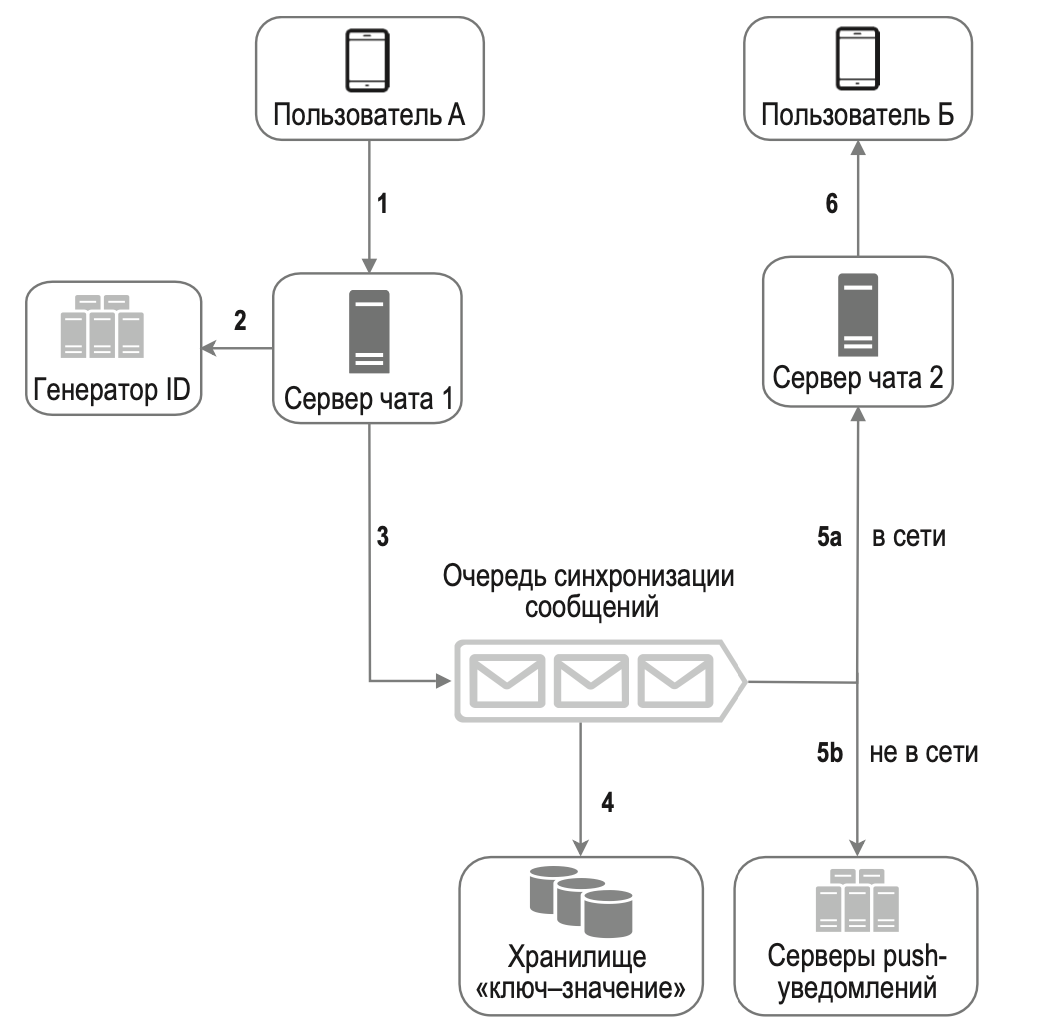 Пользователь А
Пользователь Б
1
6
2
Генератор ID
Сервер чата 1
Сервер чата 2
3
5a
в сети
Очередь синхронизации
сообщений
5b
не в сети
4
Хранилище
«ключ–значение»
Серверы push-
уведомлений